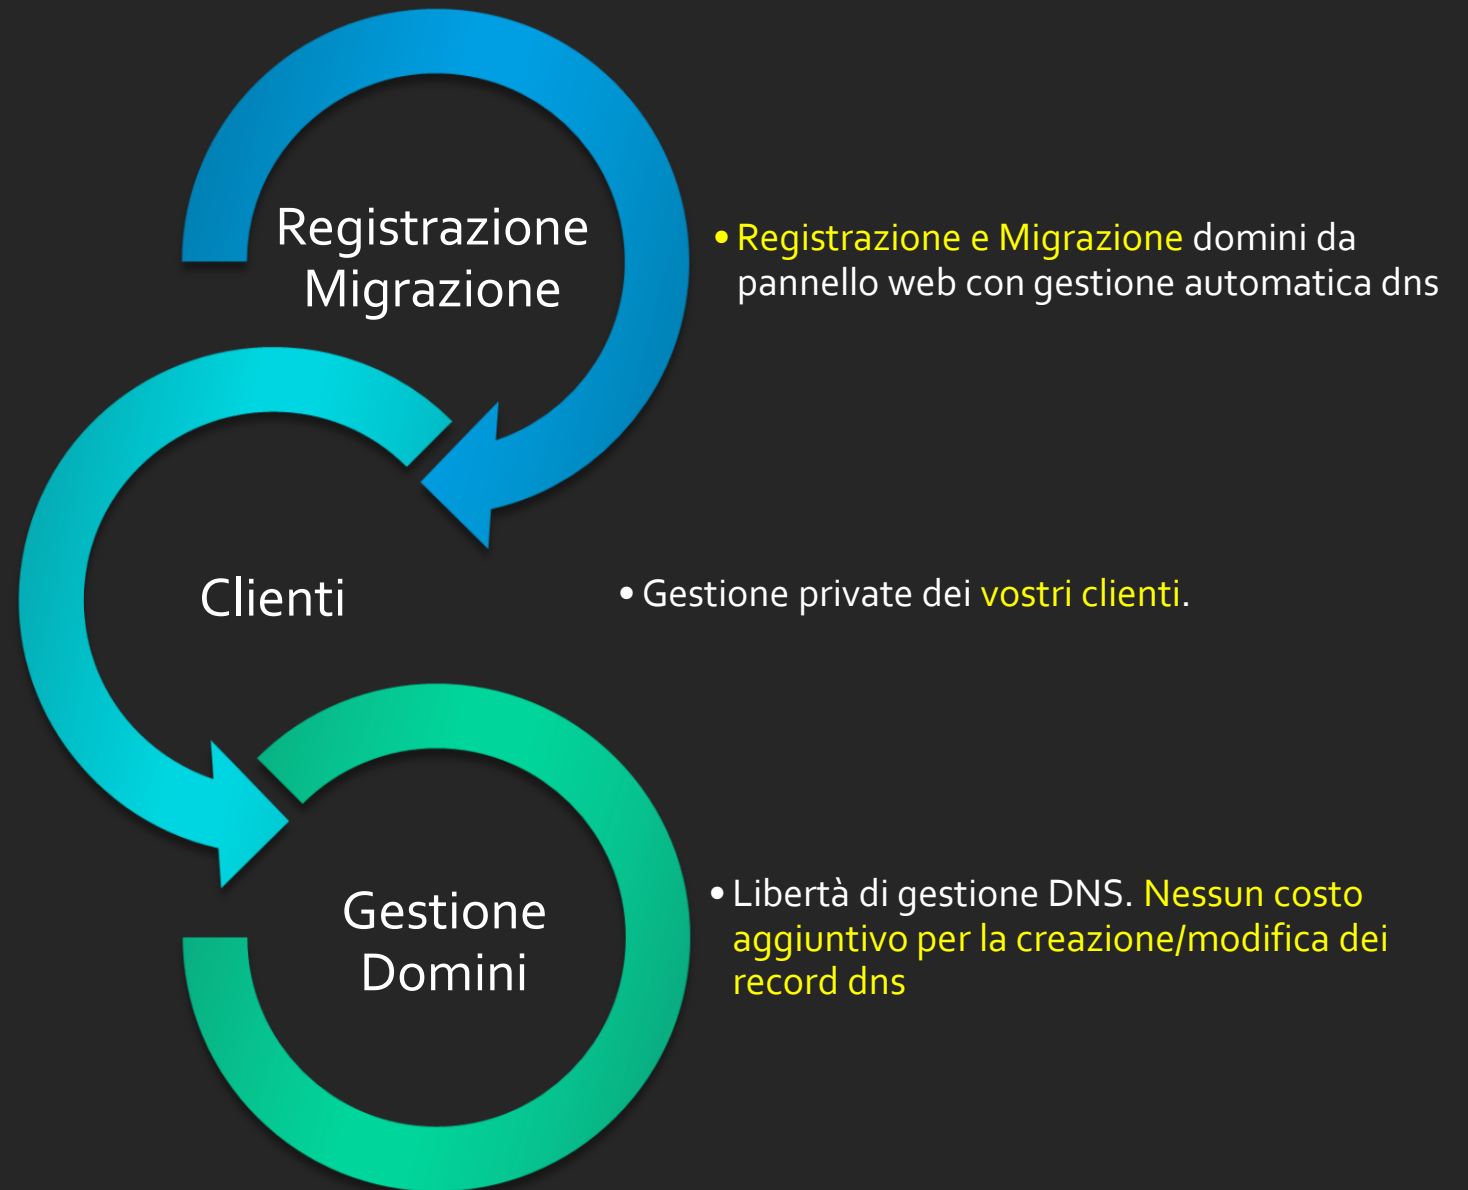 Registrazione
Migrazione
• Registrazione e Migrazione domini da
pannello web con gestione automatica dns
Clienti
• Gestione private dei vostri clienti.
Gestione
Domini
• Libertà di gestione DNS. Nessun costo
aggiuntivo per la creazione/modifica dei
record dns